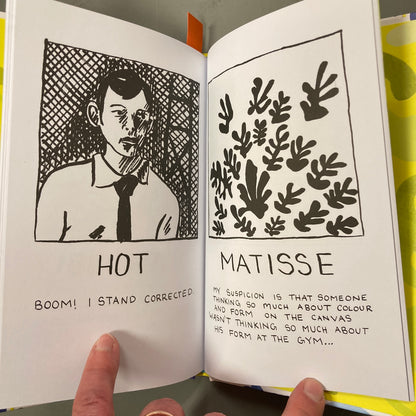 HOT
BOOM! I STAND CORRECTED.
MATISSE
MY SUSPICION IS THAT SOMEONE
THINKING SO MUCH ABOUT COLOUR
AND FORM ON THE CANVAS
WASN'T THINKING SO MUCH ABOUT
HIS FORM AT THE GYM...